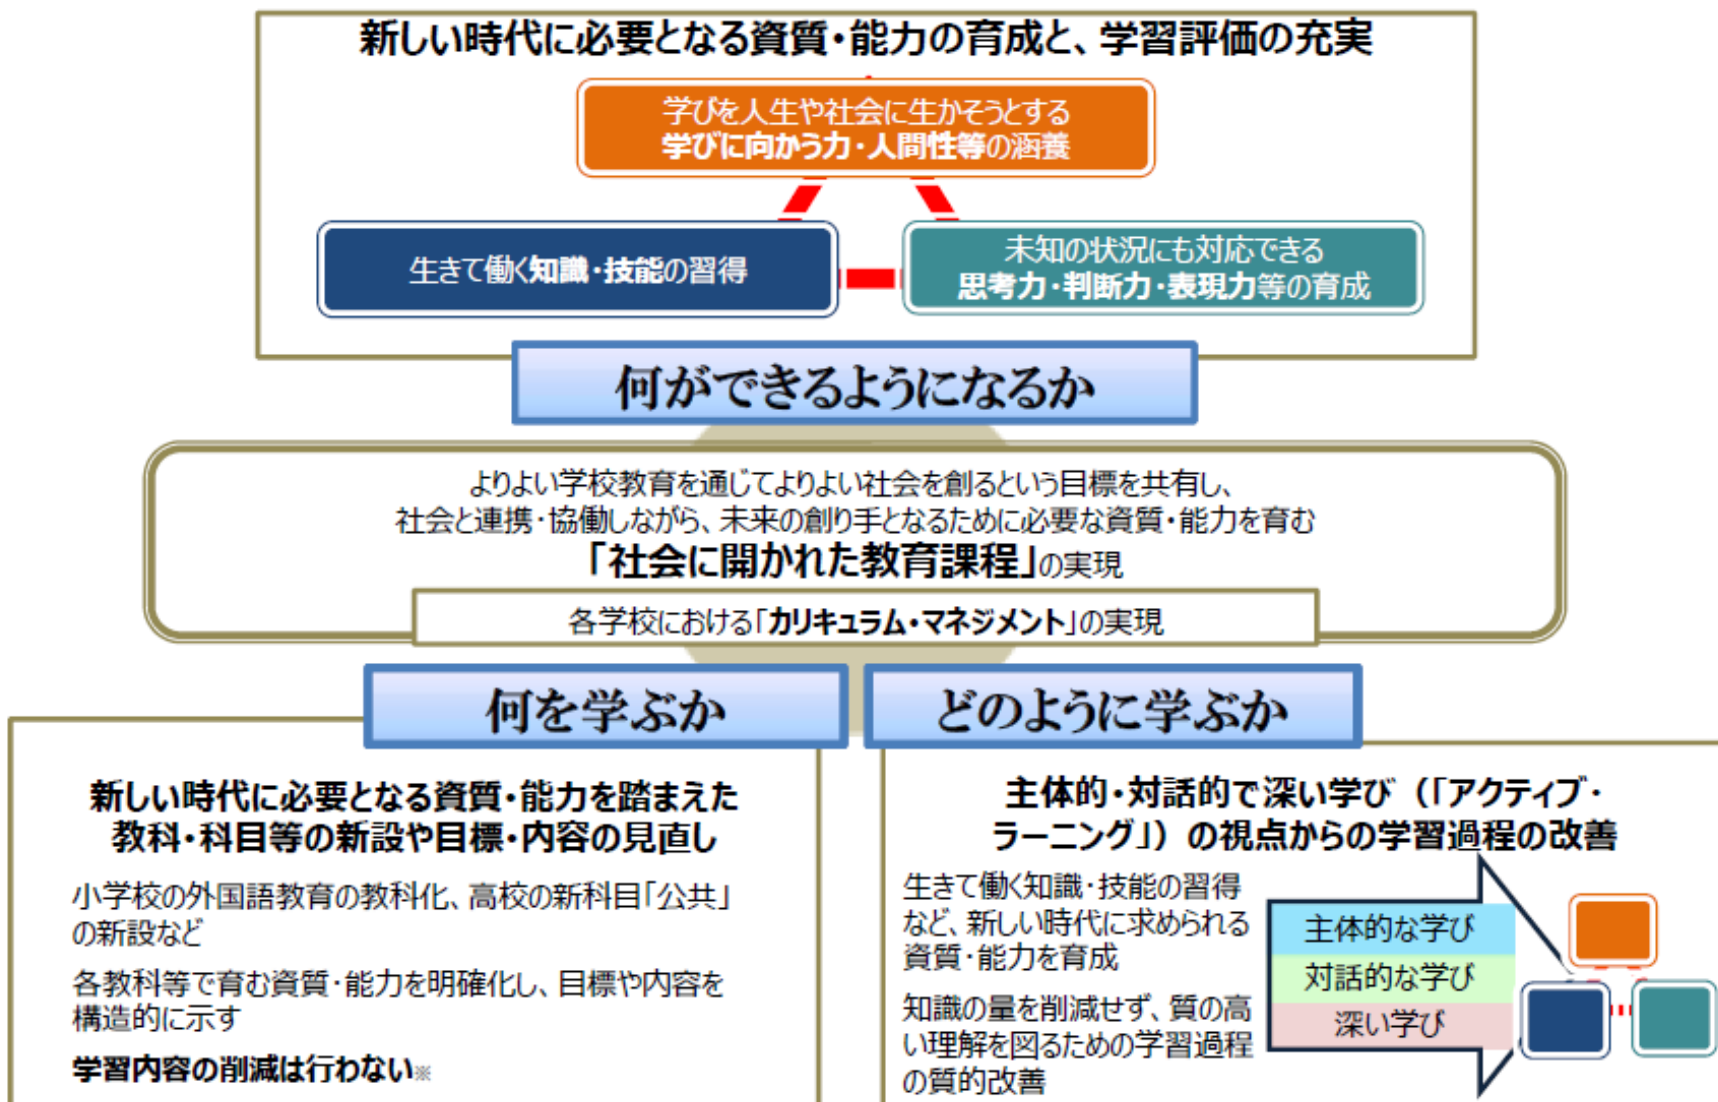 新しい時代に必要となる資質・能力の育成と、学習評価の充実
学びを人生や社会に生かそうとする
学びに向かう力・人間性等の涵養
生きて働く知識・技能の習得
未知の状況にも対応できる
思考力・判断力・表現力等の育成
何ができるようになるか
よりよい学校教育を通じてよりよい社会を創るという目標を共有し、
社会と連携・協働しながら、未来の創り手となるために必要な資質・能力を育む
「社会に開かれた教育課程」の実現
各学校における「カリキュラム・マネジメント」の実現
何を学ぶか
新しい時代に必要となる資質・能力を踏まえた
教科・科目等の新設や目標・内容の見直し
小学校の外国語教育の教科化、高校の新科目「公共」
の新設など
各教科等で育む資質・能力を明確化し、目標や内容を
構造的に示す
学習内容の削減は行わない※
どのように学ぶか
主体的・対話的で深い学び（「アクティブ・
ラーニング」）の視点からの学習過程の改善
生きて働く知識・技能の習得
など、新しい時代に求められる
資質・能力を育成
知識の量を削減せず、質の高
い理解を図るための学習過程
の質的改善
主体的な学び
対話的な学び
深い学び